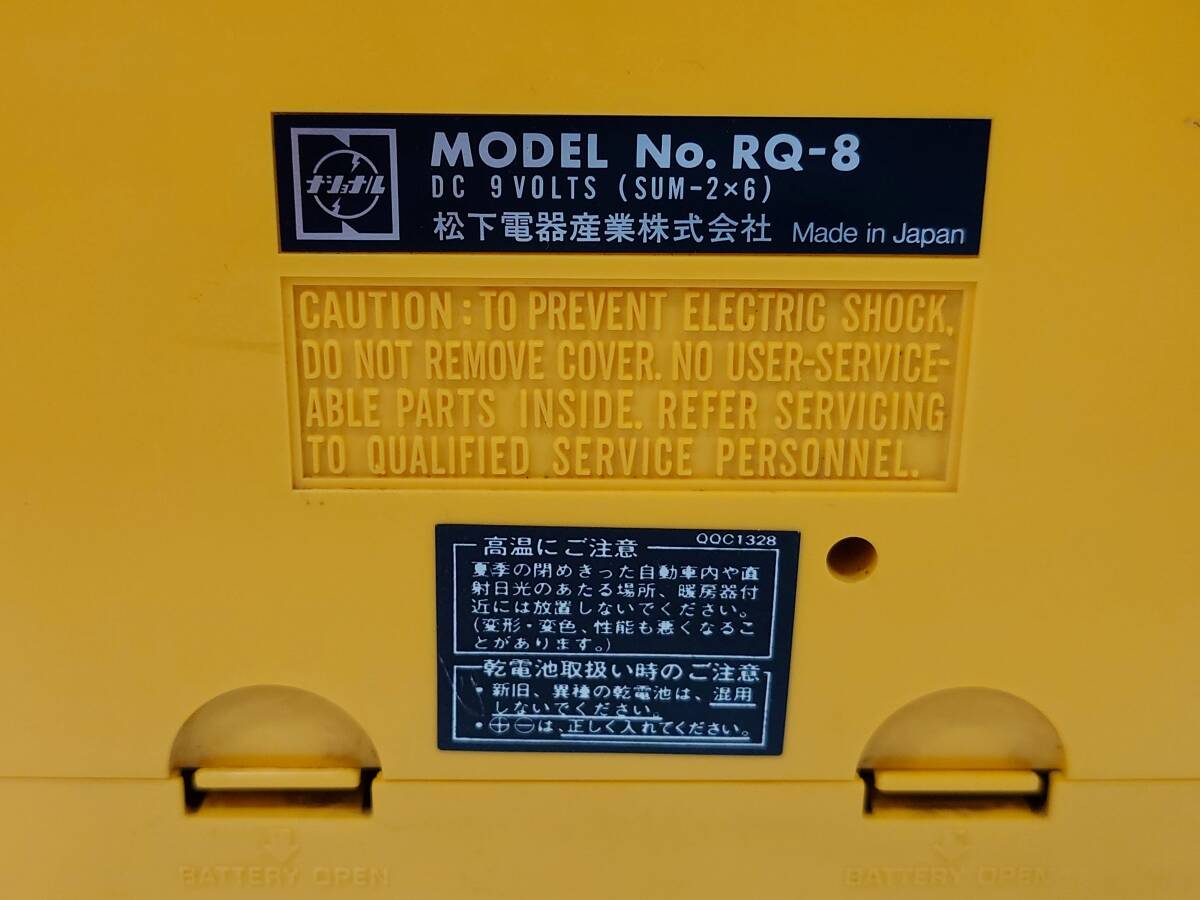 ナショナル
MODEL No. RQ-8
DC 9 VOLTS (SUM-2×6)
松下電器産業株式会社 Made in Japan
CAUTION : TO PREVENT ELECTRIC SHOCK,
DO NOT REMOVE COVER. NO USER-SERVICE-
ABLE PARTS INSIDE. REFER SERVICING
TO QUALIFIED SERVICE PERSONNEL.
QQC1328
高温にご注意
夏季の閉めきった自動車内や直
射日光のあたる場所、暖房器付
近には放置しないでください。
(変形・変色、性能も悪くなるこ
とがあります。)
乾電池取扱い時のご注意
・新旧、異種の乾電池は、混用
しないでください。
・⊕⊖は、正しく入れてください。
BATTERY OPEN
BATTERY OPEN